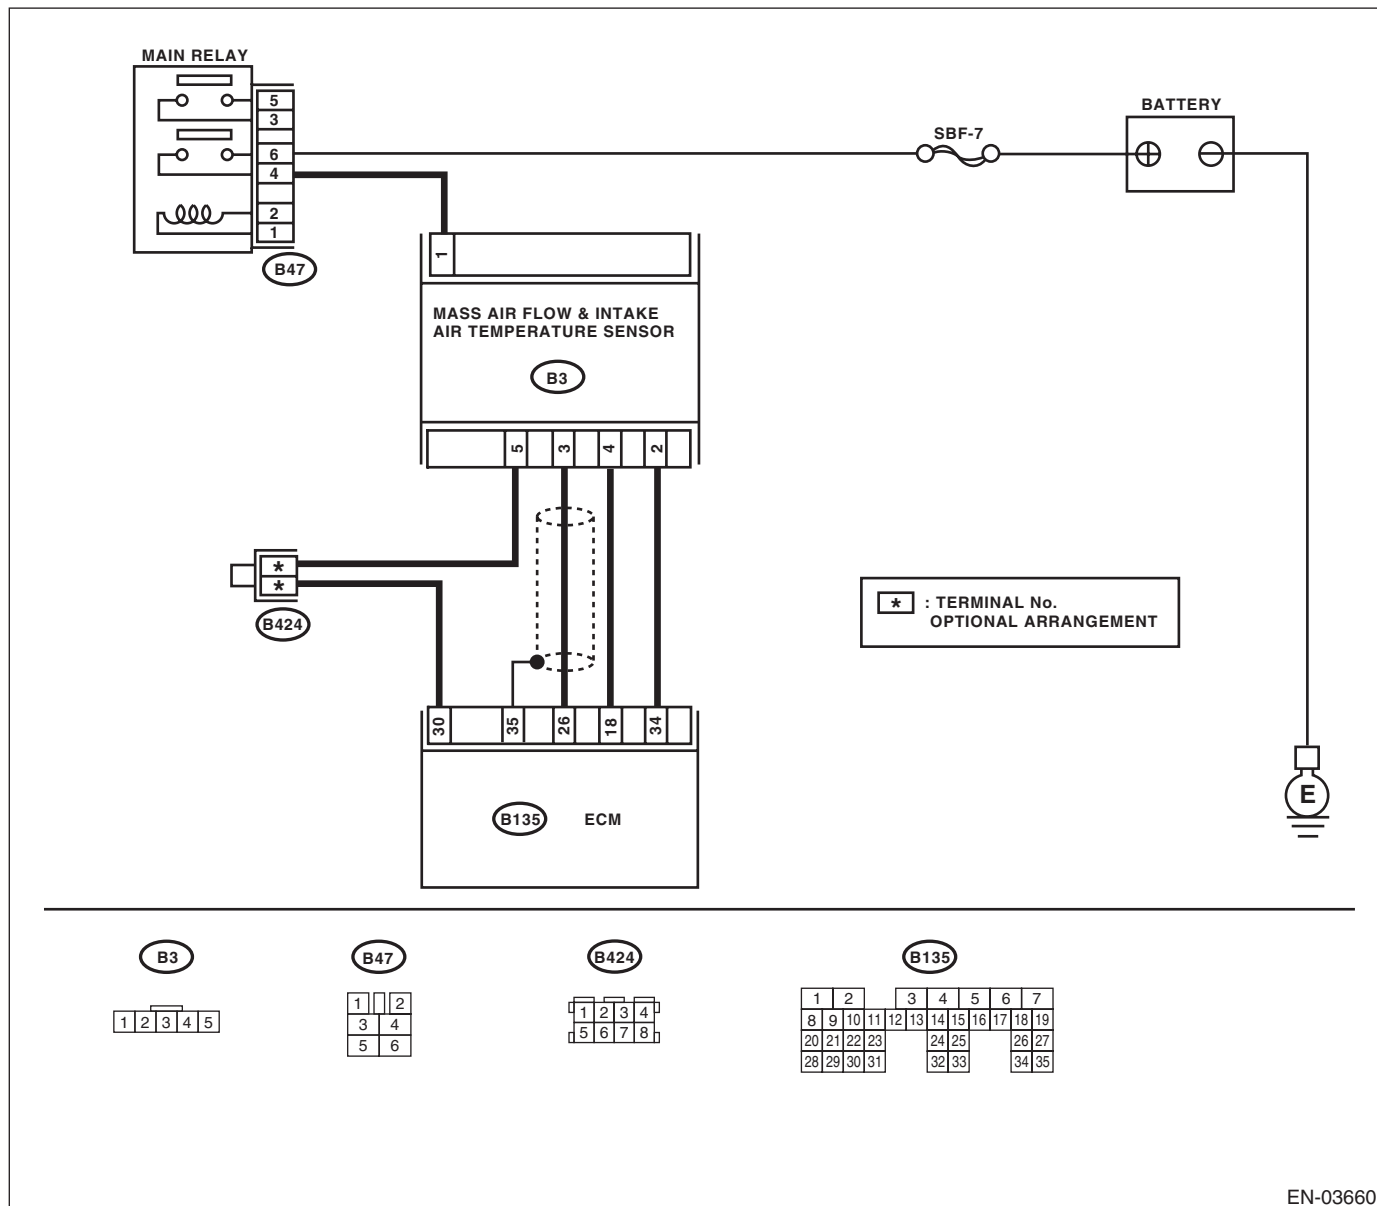 MAIN RELAY
5
3
6
4
2
1
B47
SBF-7
BATTERY
1
MASS AIR FLOW & INTAKE
AIR TEMPERATURE SENSOR
B3
5 3 4 2
*
*
B424
* : TERMINAL No.
OPTIONAL ARRANGEMENT
30 35 26 18 34
B135 ECM
E
B3 B47 B424 B135
1 2 3 4 5
1 2
3 4
5 6
1 2 3 4
5 6 7 8
1 2 3 4 5 6 7
8 9 10 11 12 13 14 15 16 17 18 19
20 21 22 23 24 25 26 27
28 29 30 31 32 33 34 35
EN-03660